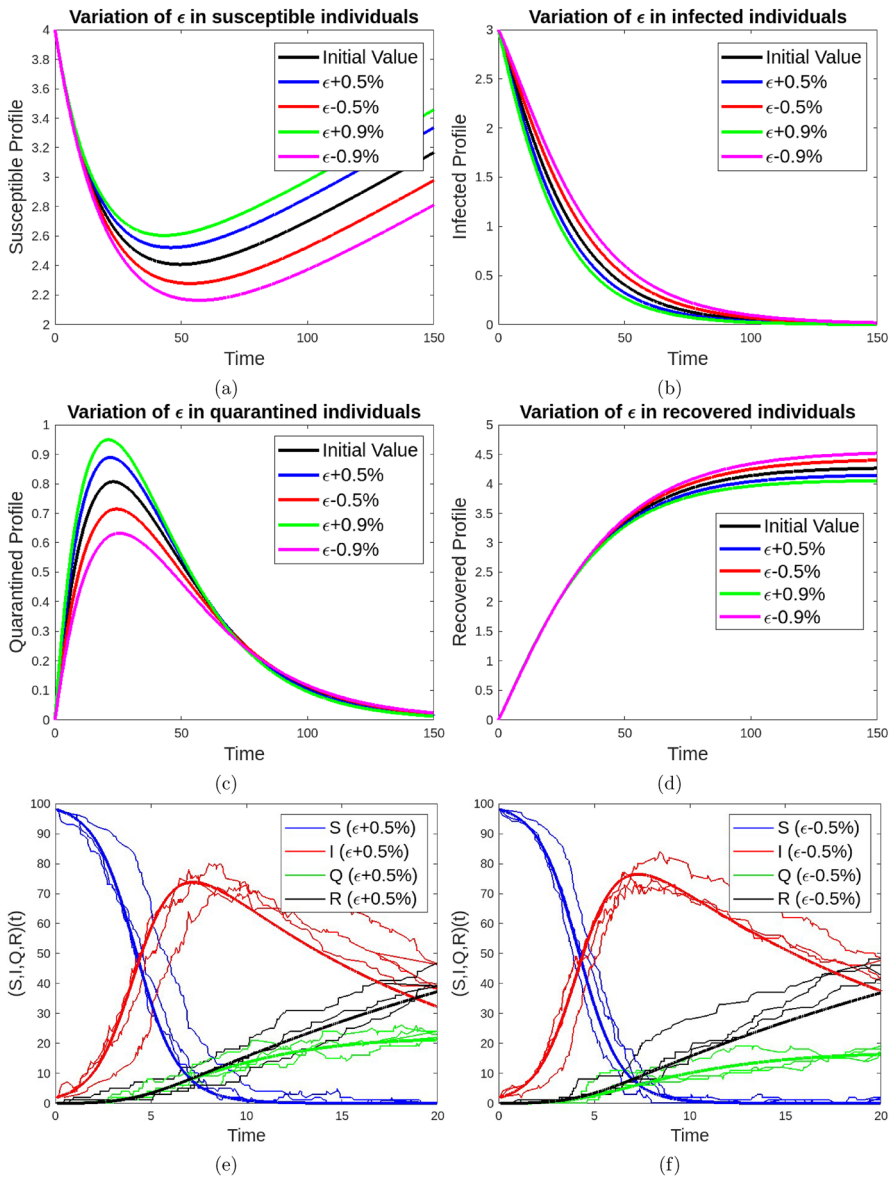 Variation of ϵ in susceptible individuals
4
3.8
3.6
3.4
3.2
3
2.8
2.6
2.4
2.2
2
Susceptible Profile
Initial Value
ϵ+0.5%
ϵ-0.5%
ϵ+0.9%
ϵ-0.9%
0
50
100
150
Time
(a)
Variation of ϵ in infected individuals
3
2.5
2
1.5
1
0.5
0
Infected Profile
Initial Value
ϵ+0.5%
ϵ-0.5%
ϵ+0.9%
ϵ-0.9%
0
50
100
150
Time
(b)
Variation of ϵ in quarantined individuals
1
0.9
0.8
0.7
0.6
0.5
0.4
0.3
0.2
0.1
0
Quarantined Profile
Initial Value
ϵ+0.5%
ϵ-0.5%
ϵ+0.9%
ϵ-0.9%
0
50
100
150
Time
(c)
Variation of ϵ in recovered individuals
5
4.5
4
3.5
3
2.5
2
1.5
1
0.5
0
Recovered Profile
Initial Value
ϵ+0.5%
ϵ-0.5%
ϵ+0.9%
ϵ-0.9%
0
50
100
150
Time
(d)
100
90
80
70
60
50
40
30
20
10
0
(S,I,Q,R)(t)
S (ϵ+0.5%)
I (ϵ+0.5%)
Q (ϵ+0.5%)
R (ϵ+0.5%)
0
5
10
15
20
Time
(e)
100
90
80
70
60
50
40
30
20
10
0
(S,I,Q,R)(t)
S (ϵ-0.5%)
I (ϵ-0.5%)
Q (ϵ-0.5%)
R (ϵ-0.5%)
0
5
10
15
20
Time
(f)